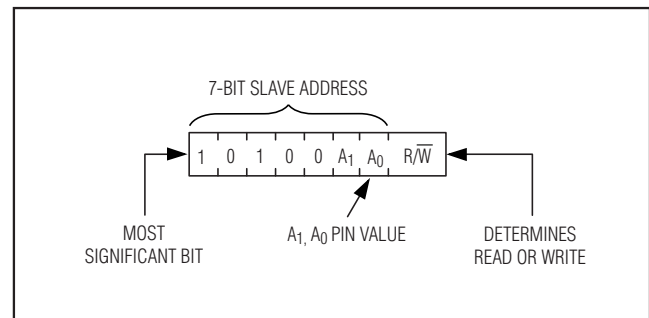 7-BIT SLAVE ADDRESS
1 0 1 0 0 A1 A0 R/W̅
MOST
SIGNIFICANT BIT
A1, A0 PIN VALUE
DETERMINES
READ OR WRITE